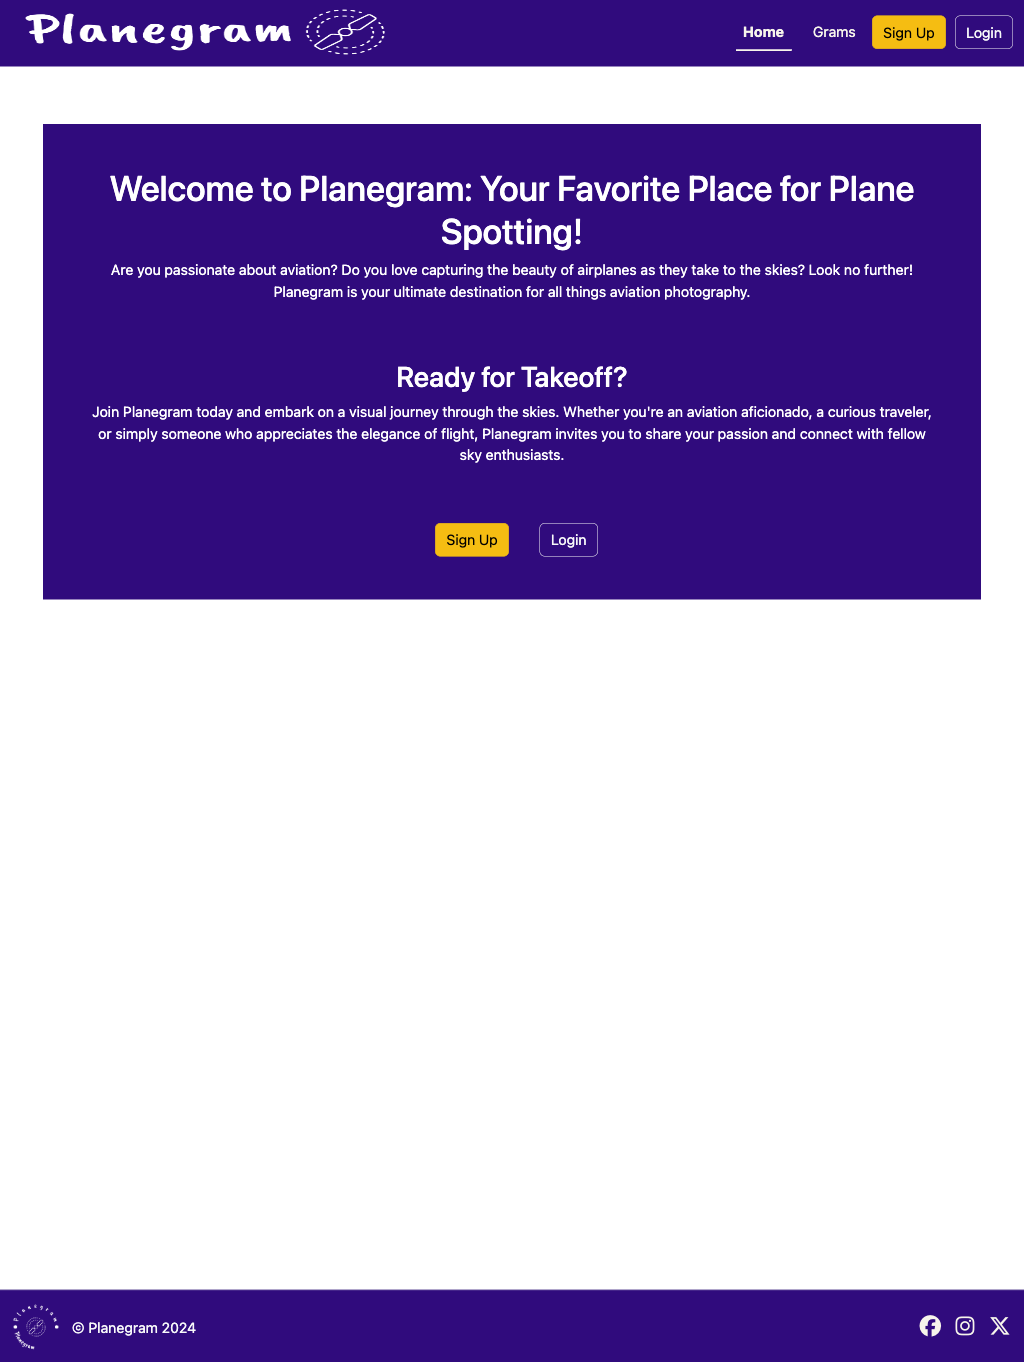 Planegram
Home
Grams
Sign Up
Login
Welcome to Planegram: Your Favorite Place for Plane
Spotting!
Are you passionate about aviation? Do you love capturing the beauty of airplanes as they take to the skies? Look no further!
Planegram is your ultimate destination for all things aviation photography.
Ready for Takeoff?
Join Planegram today and embark on a visual journey through the skies. Whether you're an aviation aficionado, a curious traveler,
or simply someone who appreciates the elegance of flight, Planegram invites you to share your passion and connect with fellow
sky enthusiasts.
Sign Up
Login
Planegram
Planegram
© Planegram 2024